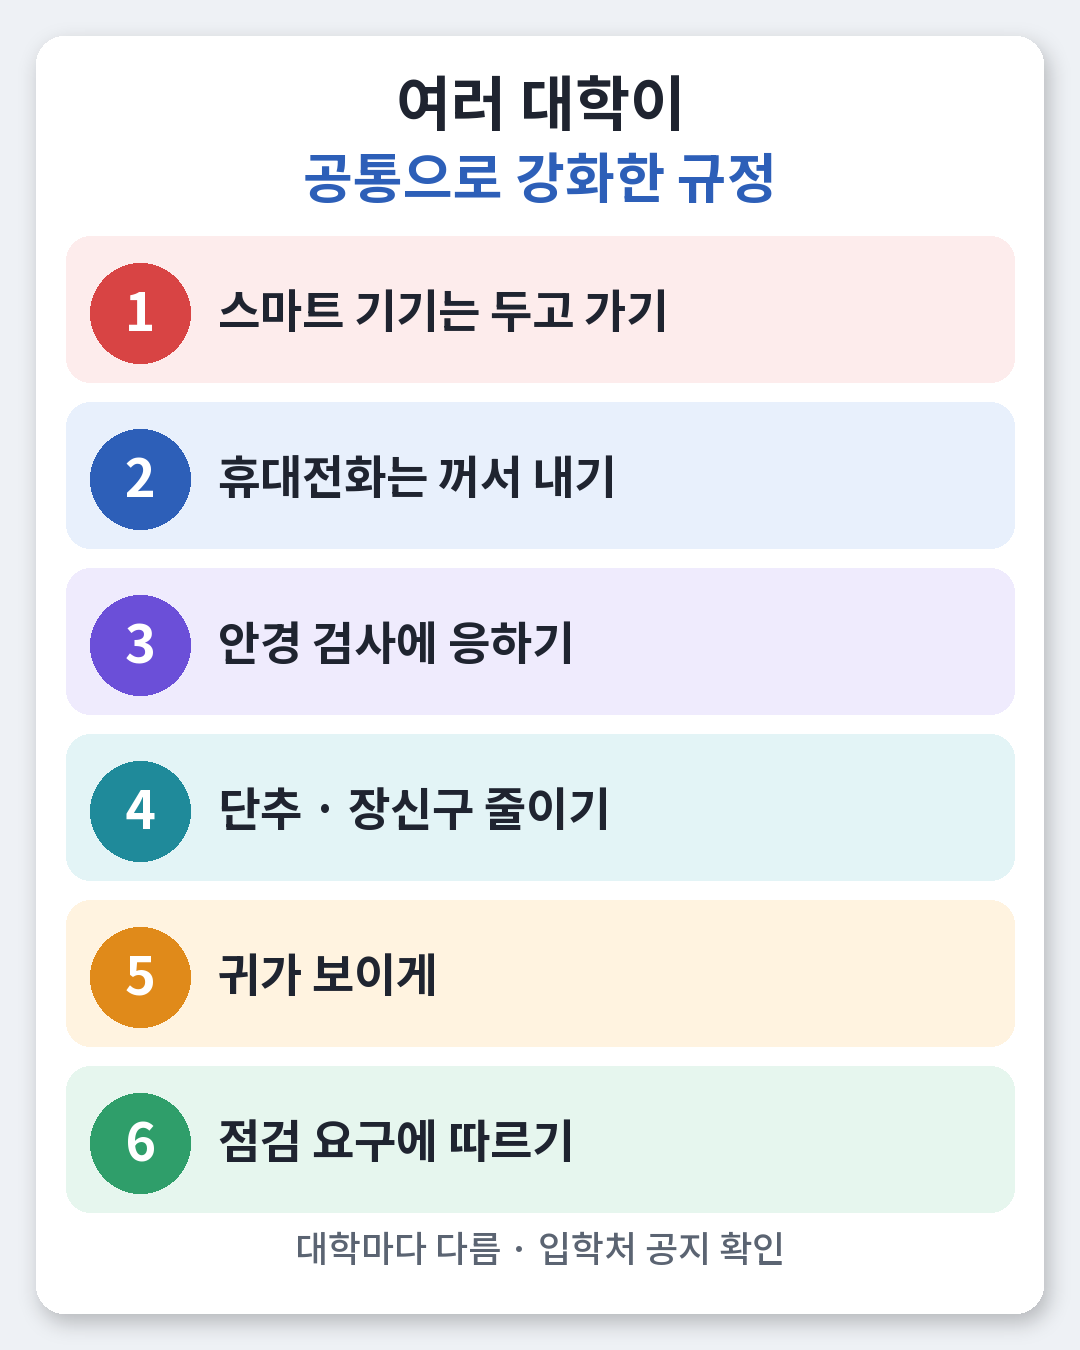 여러 대학이
공통으로 강화한 규정
1 스마트 기기는 두고 가기
2 휴대전화는 꺼서 내기
3 안경 검사에 응하기
4 단추 · 장신구 줄이기
5 귀가 보이게
6 점검 요구에 따르기
대학마다 다름 · 입학처 공지 확인